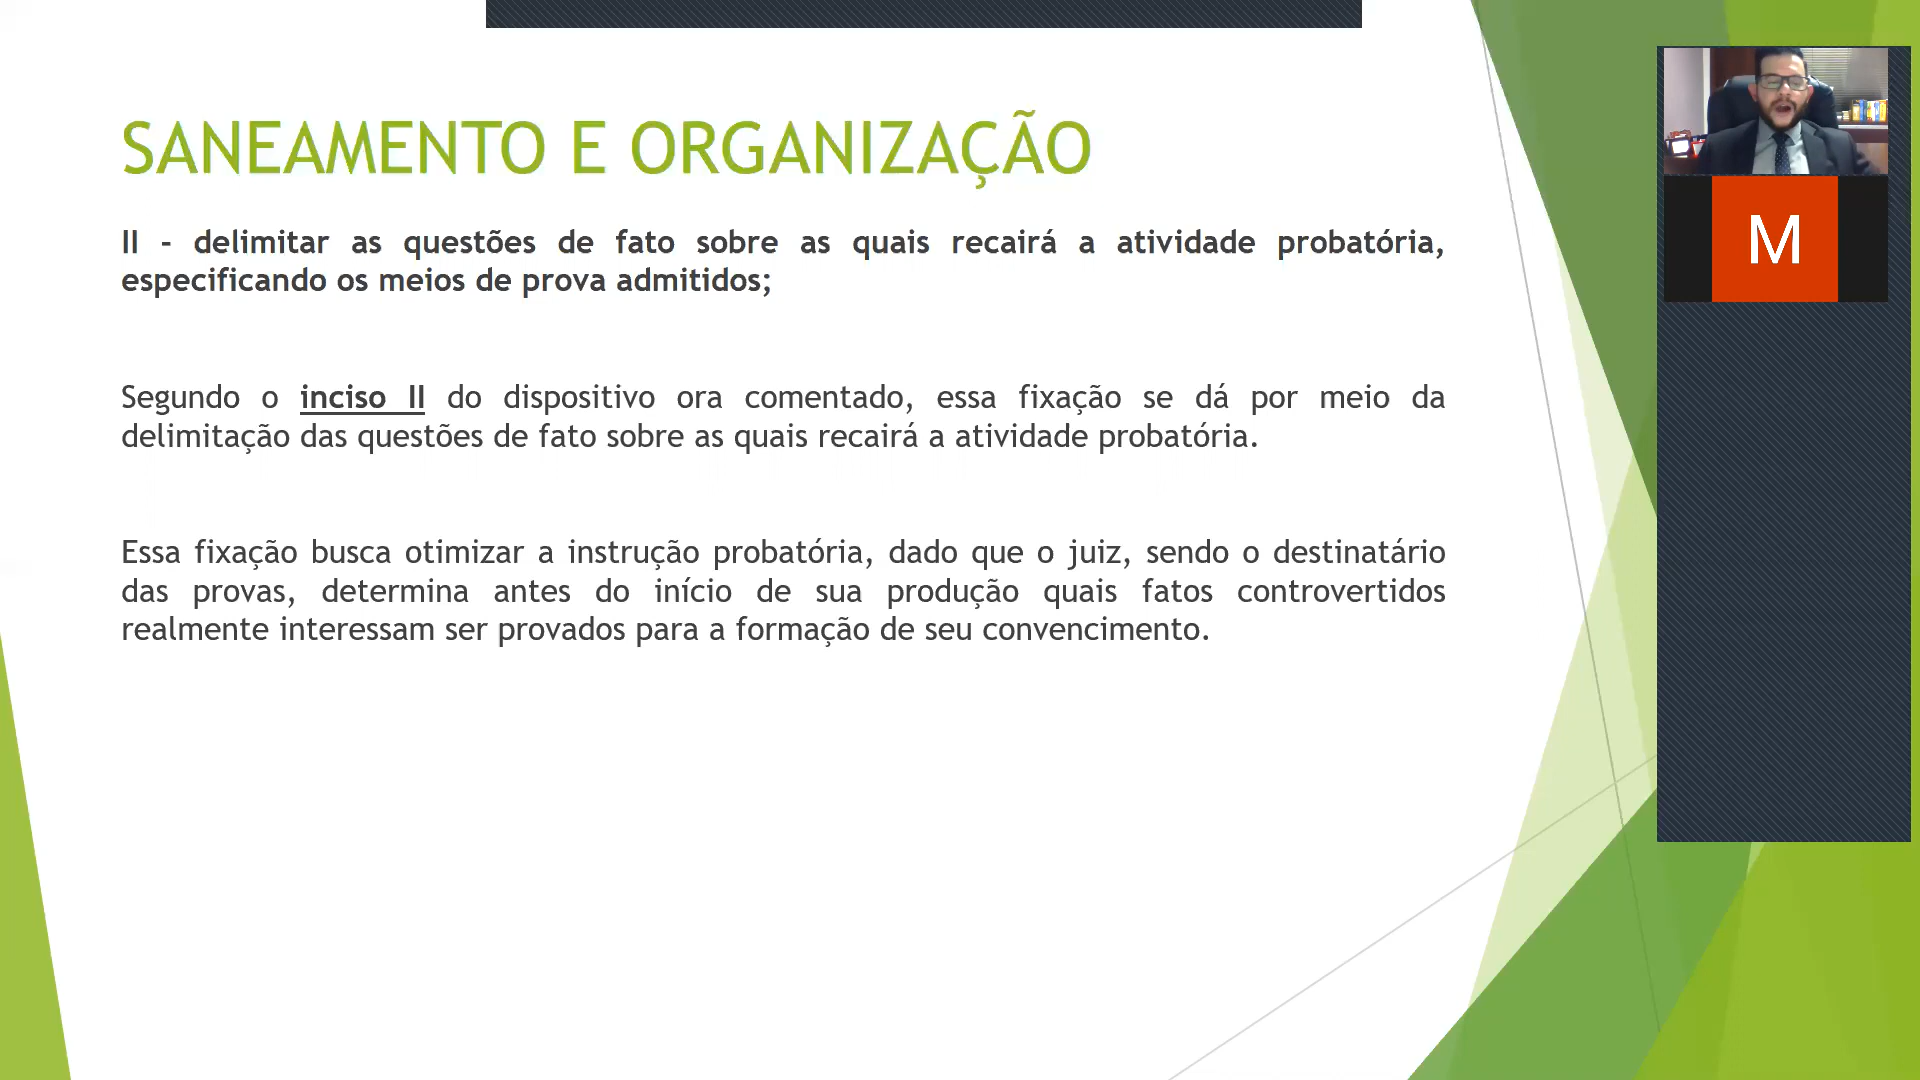 SANEAMENTO E ORGANIZAÇÃO
II - delimitar as questões de fato sobre as quais recairá a atividade probatória,
especificando os meios de prova admitidos;
Segundo o inciso II do dispositivo ora comentado, essa fixação se dá por meio da
delimitação das questões de fato sobre as quais recairá a atividade probatória.
Essa fixação busca otimizar a instrução probatória, dado que o juiz, sendo o destinatário
das provas, determina antes do início de sua produção quais fatos controvertidos
realmente interessam ser provados para a formação de seu convencimento.
M